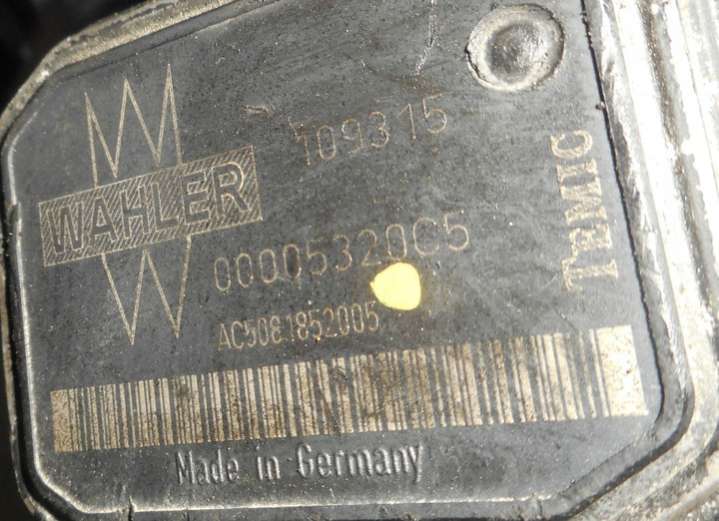 WAHLER
109315
00005320C5
AC5081852005
TEMIC
Made in Germany